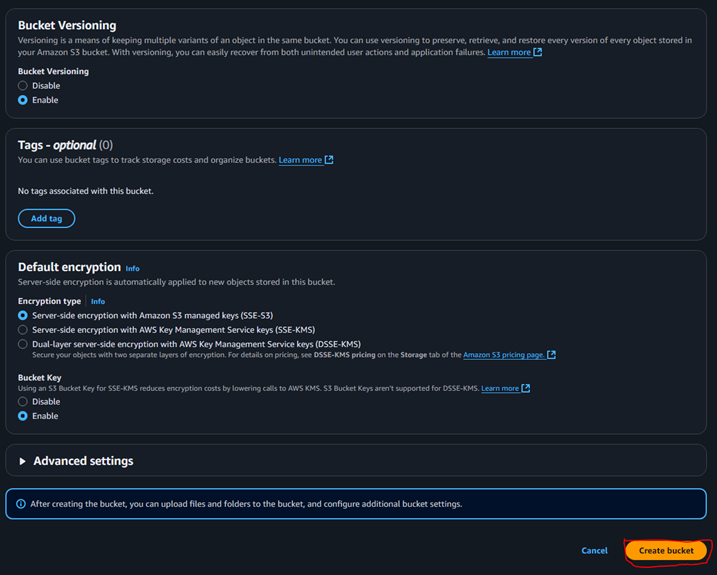 Bucket Versioning
Versioning is a means of keeping multiple variants of an object in the same bucket. You can use versioning to preserve, retrieve, and restore every version of every object stored in
your Amazon S3 bucket. With versioning, you can easily recover from both unintended user actions and application failures. Learn more
Bucket Versioning
Disable
Enable
Tags - optional (0)
You can use bucket tags to track storage costs and organize buckets. Learn more
No tags associated with this bucket.
Add tag
Default encryption Info
Server-side encryption is automatically applied to new objects stored in this bucket.
Encryption type Info
Server-side encryption with Amazon S3 managed keys (SSE-S3)
Server-side encryption with AWS Key Management Service keys (SSE-KMS)
Dual-layer server-side encryption with AWS Key Management Service keys (DSSE-KMS)
Secure your objects with two separate layers of encryption. For details on pricing, see DSSE-KMS pricing on the Storage tab of the Amazon S3 pricing page.
Bucket Key
Using an S3 Bucket Key for SSE-KMS reduces encryption costs by lowering calls to AWS KMS. S3 Bucket Keys aren't supported for DSSE-KMS. Learn more
Disable
Enable
Advanced settings
After creating the bucket, you can upload files and folders to the bucket, and configure additional bucket settings.
Cancel Create bucket